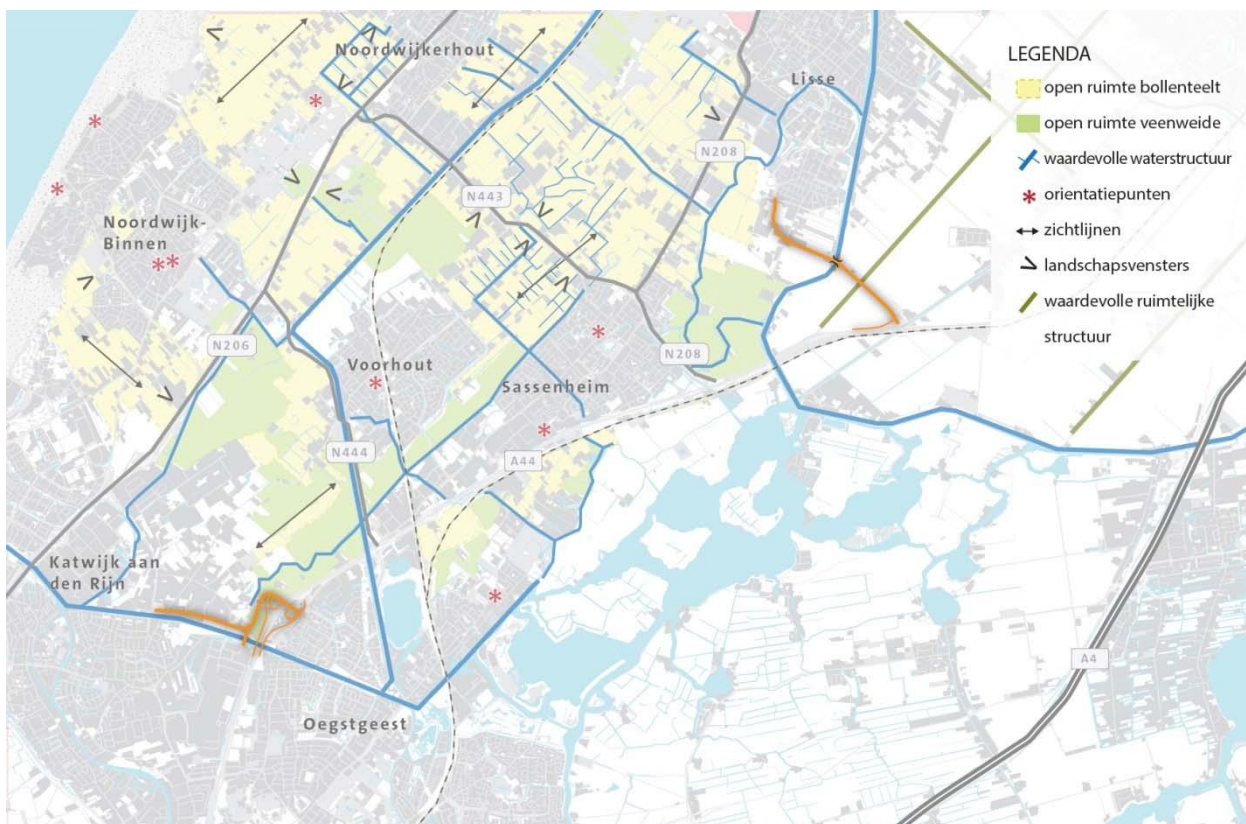 Noordwijkerhout
Lisse
N208
N443
Noordwijk-
Binnen
N206
Voorhout
N208
Sassenheim
N444
A44
Katwijk aan
den Rijn
Oegstgeest
A4
LEGENDA
open ruimte bollenteelt
open ruimte veenweide
waardevolle waterstructuur
orientatiepunten
zichtlijnen
landschapsvensters
waardevolle ruimtelijke
structuur